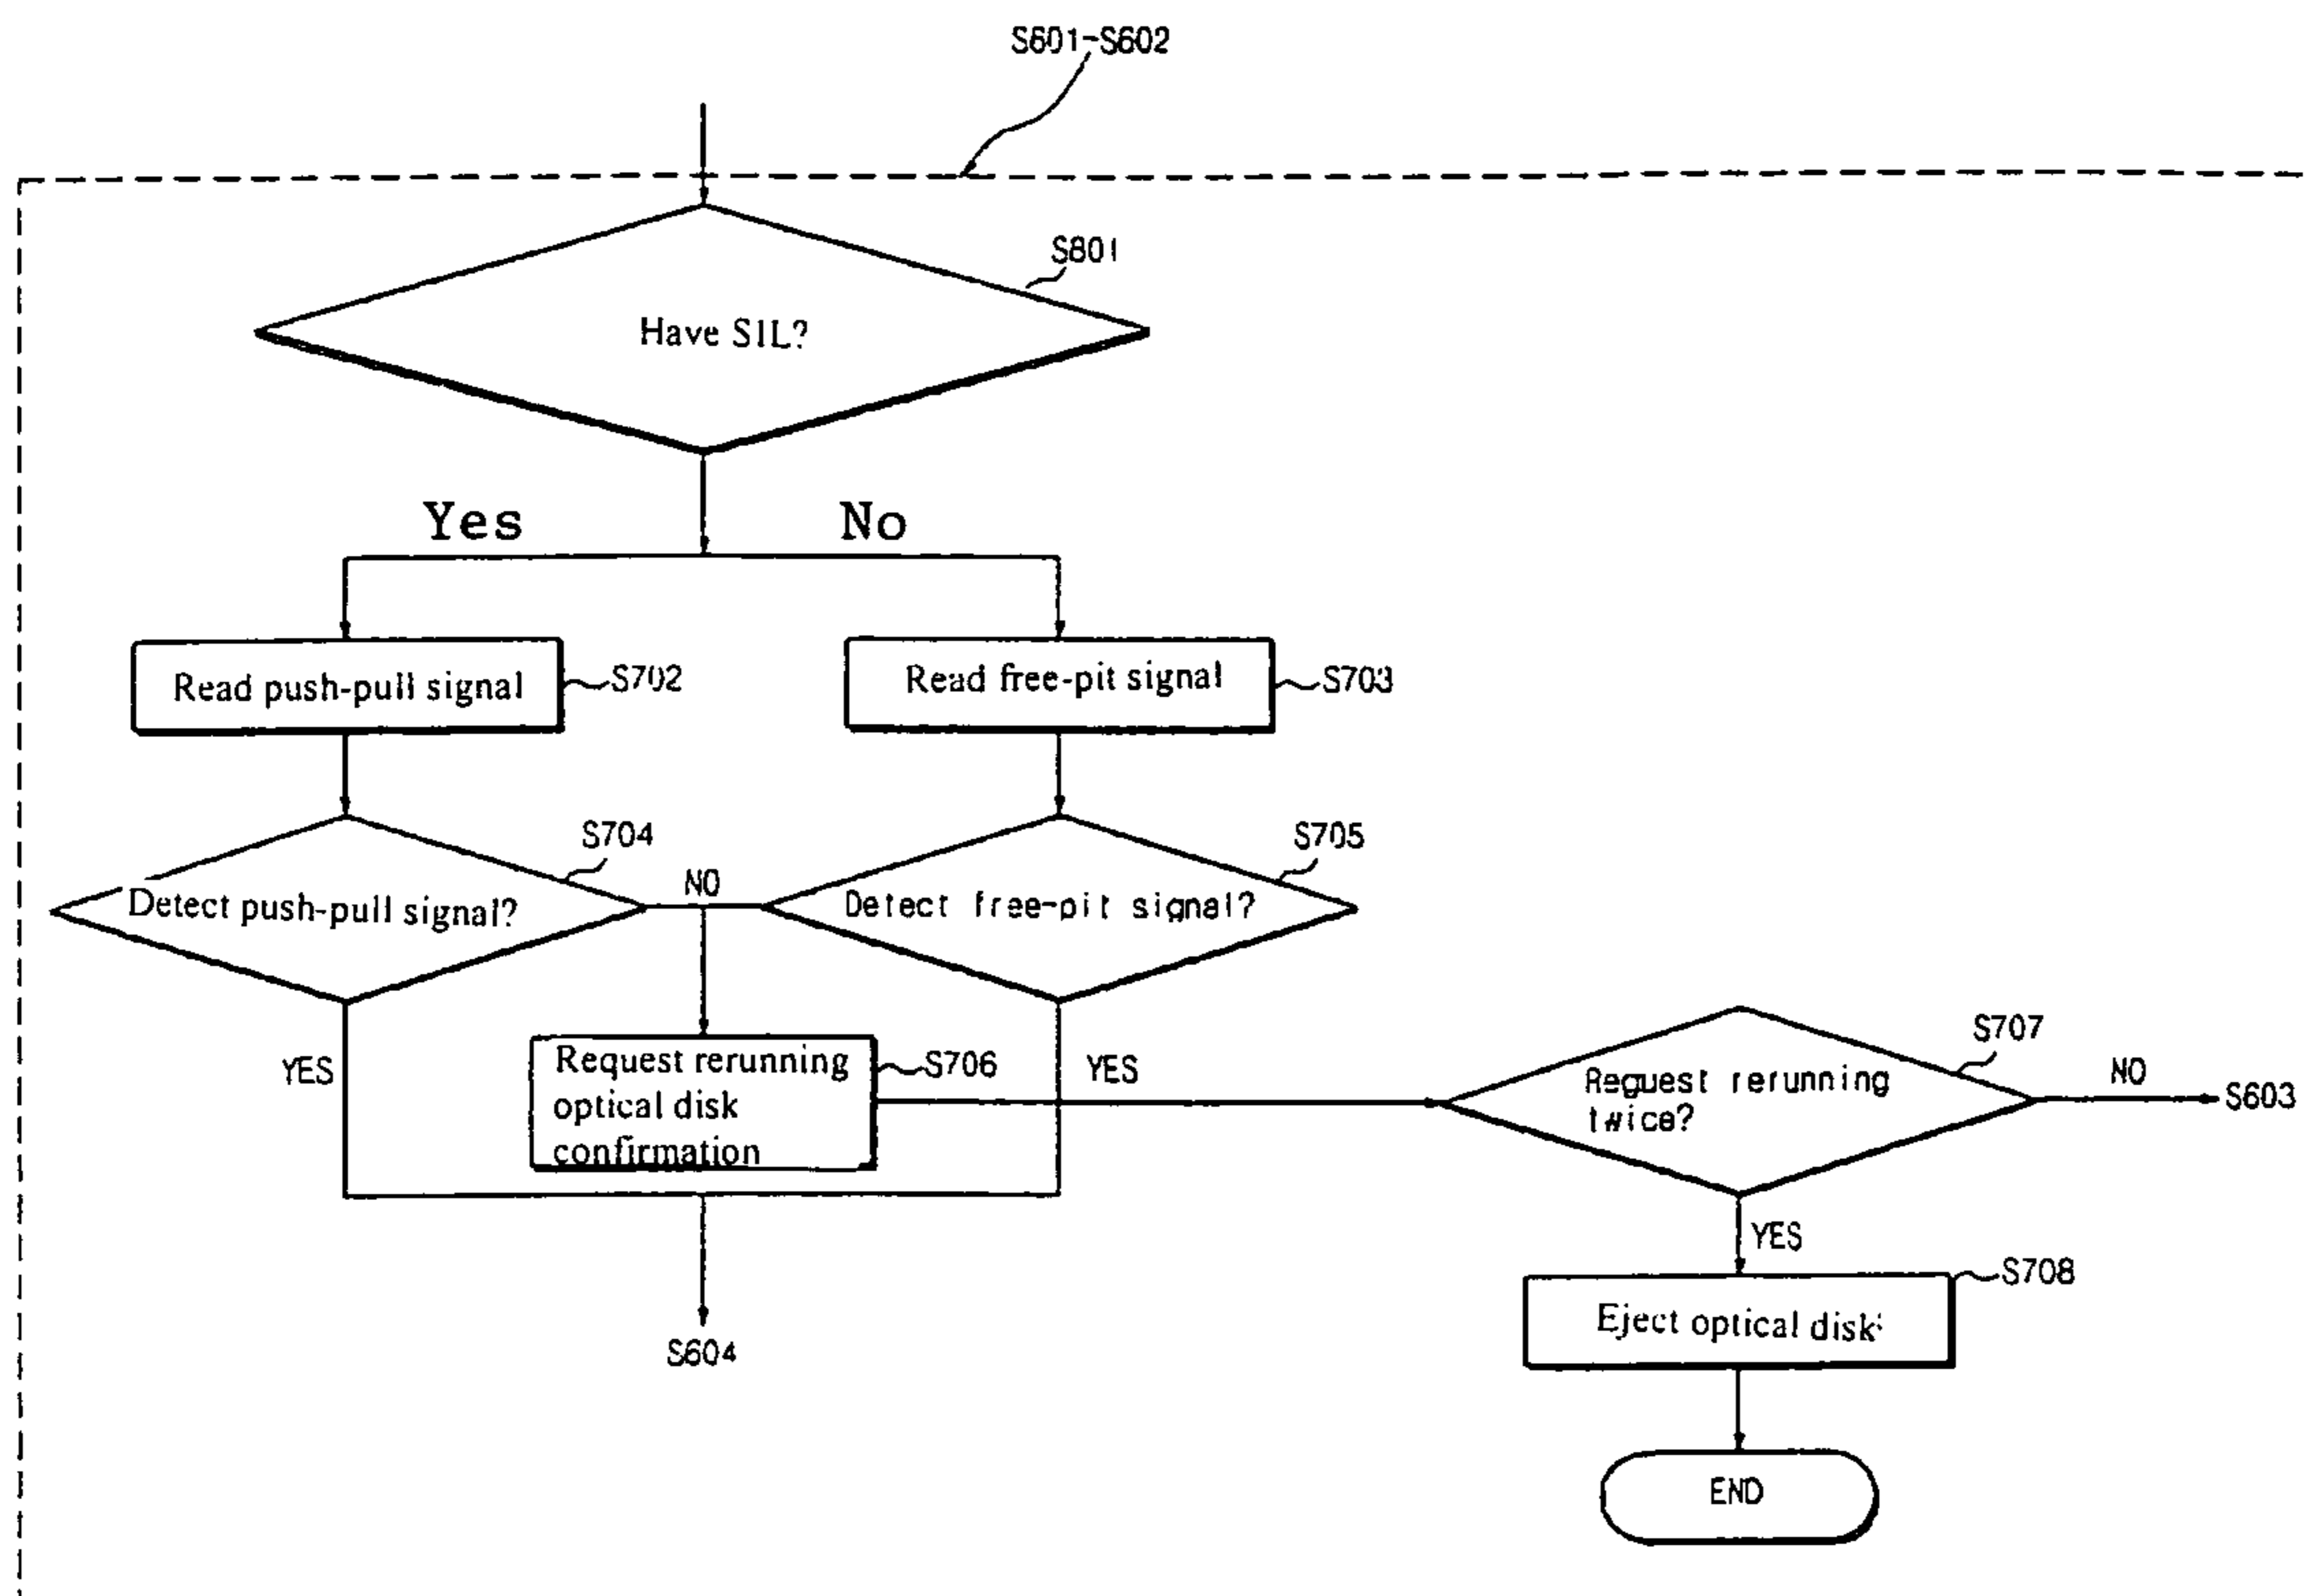 S601-S602
S801
Have SIL?
Yes
No
Read push-pull signal
S702
Read free-pit signal
S703
S704
S705
NO
Detect push-pull signal?
Detect free-pit signal?
YES
Request rerunning
optical disk
confirmation
S706
YES
S707
Reguest rerunning
twice?
NO
S603
YES
S604
S708
Eject optical disk
END